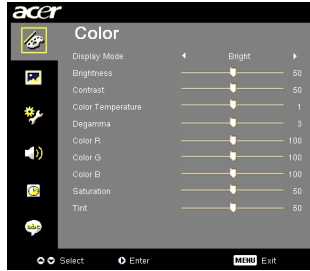 acer
Color
Display Mode Bright
Brightness 50
Contrast 50
Color Temperature 1
Degamma 3
Color R 100
Color G 100
Color B 100
Saturation 50
Tint 50
abc
Select Enter MENU Exit